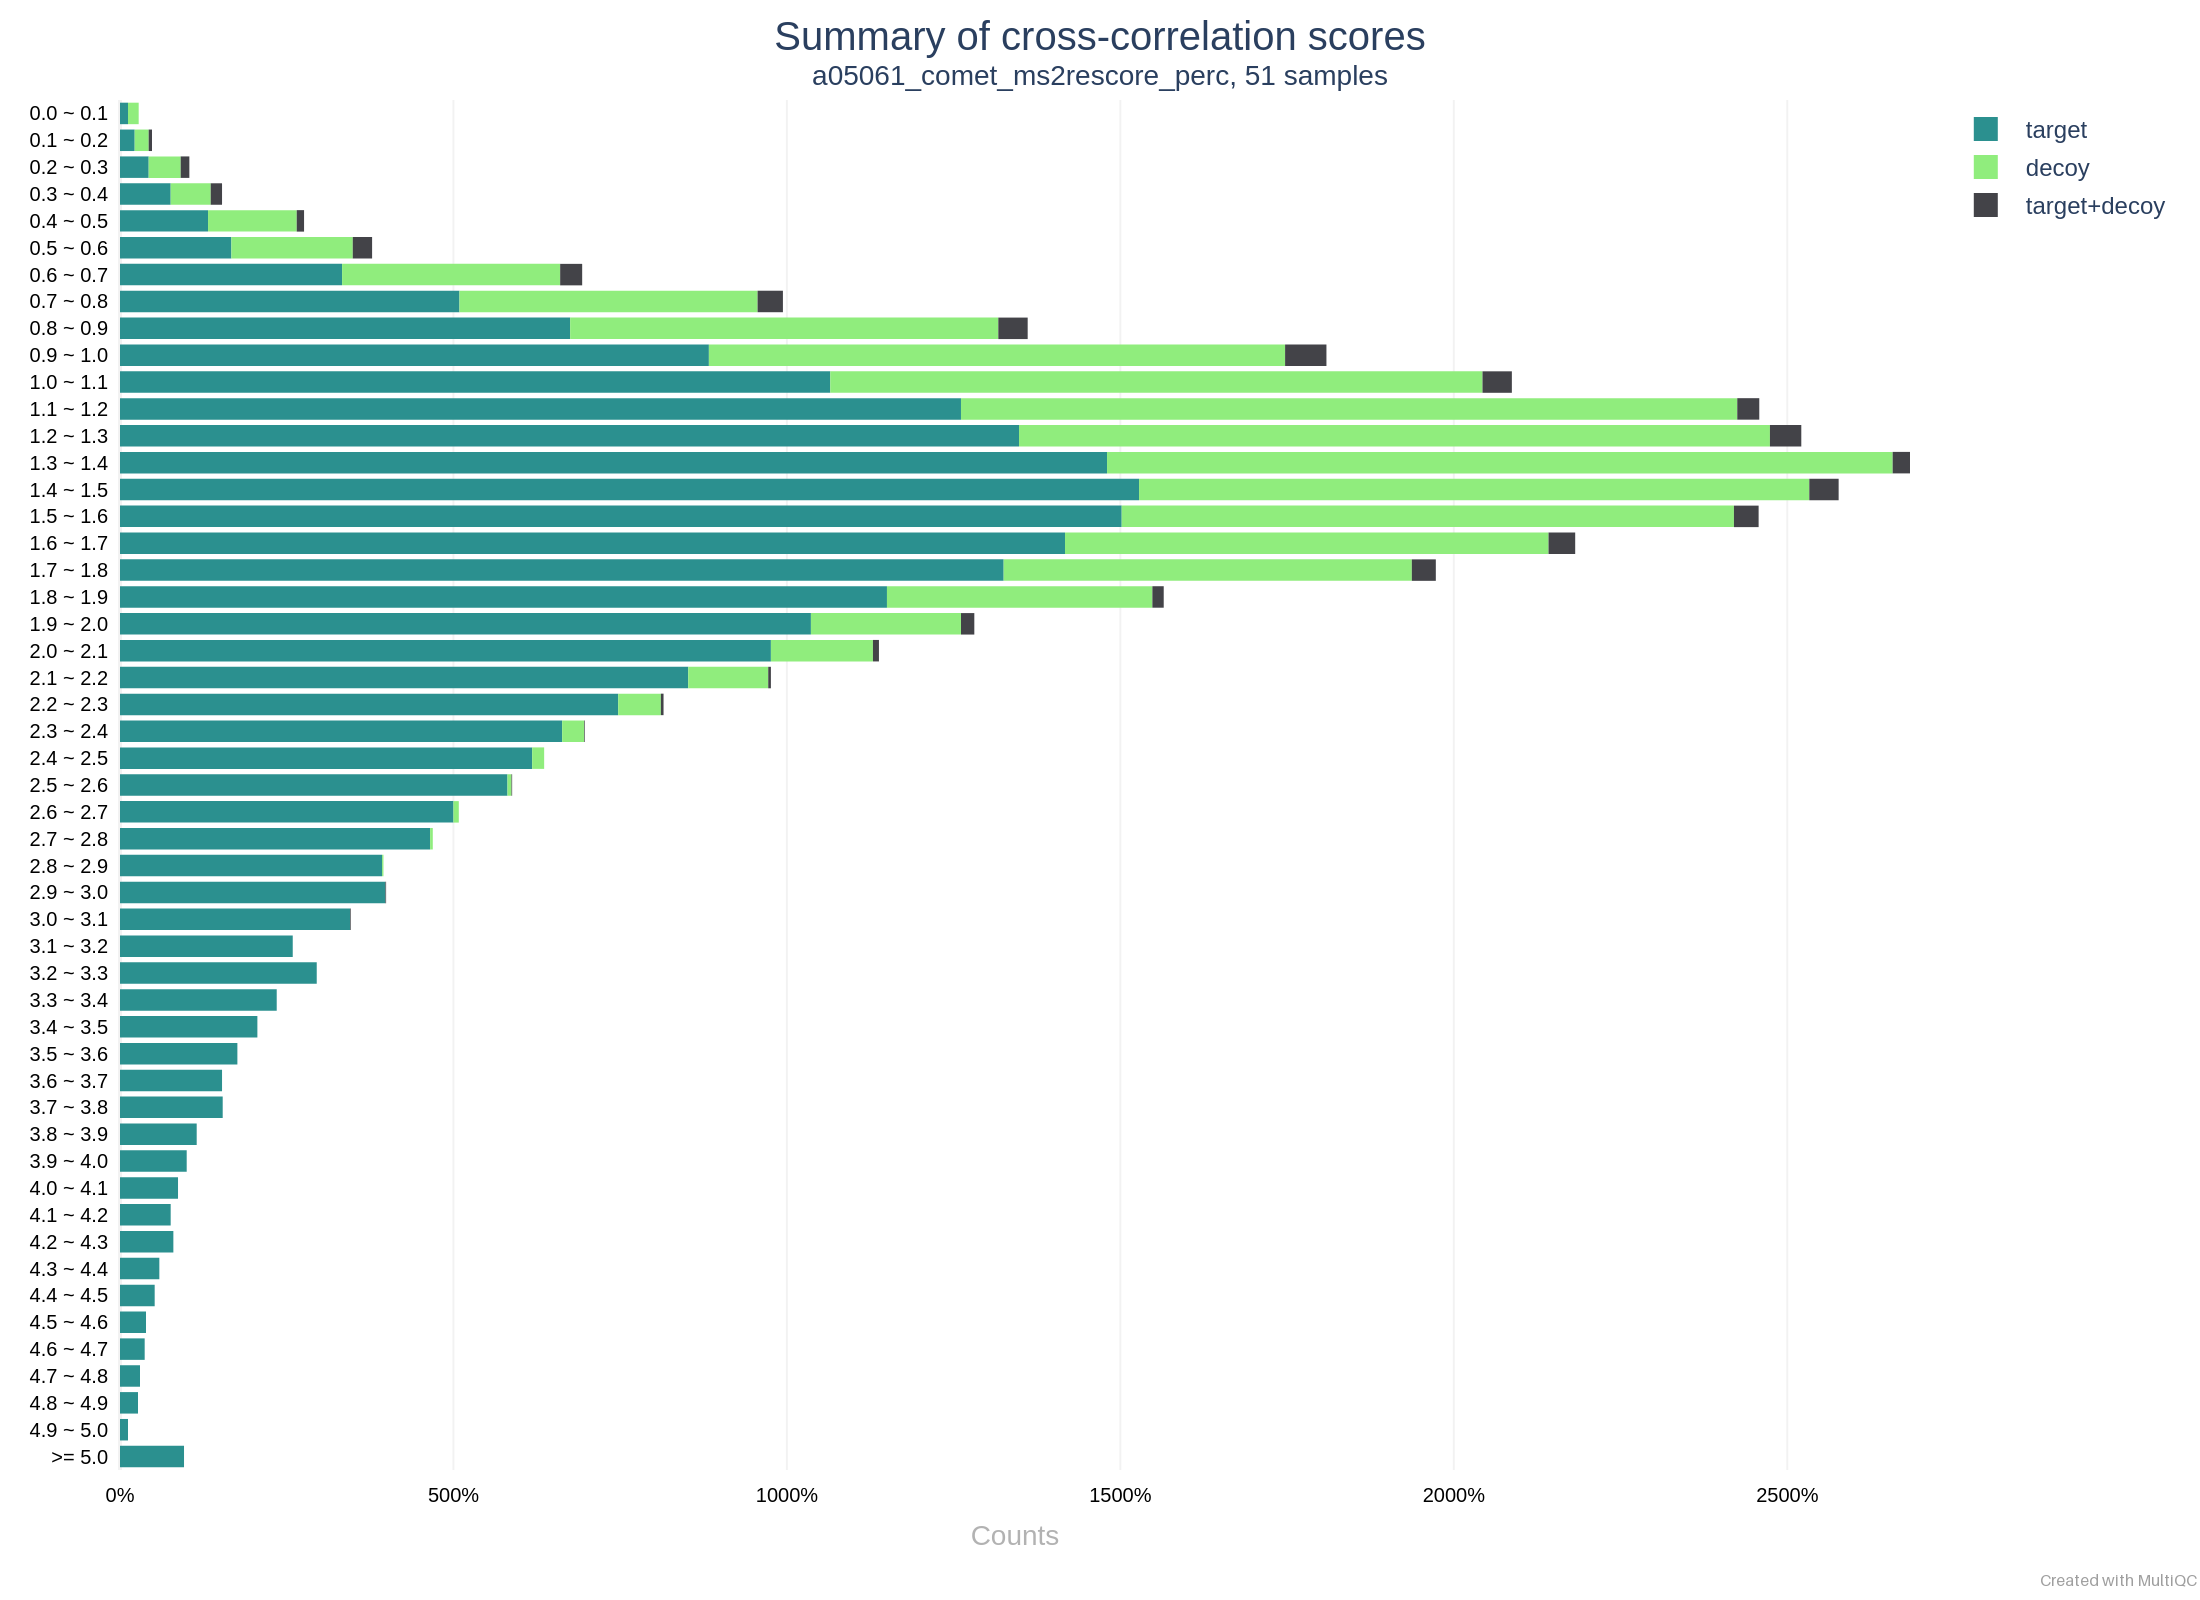 Summary of cross-correlation scores
a05061_comet_ms2rescore_perc, 51 samples
0.0 ~ 0.1
0.1 ~ 0.2
0.2 ~ 0.3
0.3 ~ 0.4
0.4 ~ 0.5
0.5 ~ 0.6
0.6 ~ 0.7
0.7 ~ 0.8
0.8 ~ 0.9
0.9 ~ 1.0
1.0 ~ 1.1
1.1 ~ 1.2
1.2 ~ 1.3
1.3 ~ 1.4
1.4 ~ 1.5
1.5 ~ 1.6
1.6 ~ 1.7
1.7 ~ 1.8
1.8 ~ 1.9
1.9 ~ 2.0
2.0 ~ 2.1
2.1 ~ 2.2
2.2 ~ 2.3
2.3 ~ 2.4
2.4 ~ 2.5
2.5 ~ 2.6
2.6 ~ 2.7
2.7 ~ 2.8
2.8 ~ 2.9
2.9 ~ 3.0
3.0 ~ 3.1
3.1 ~ 3.2
3.2 ~ 3.3
3.3 ~ 3.4
3.4 ~ 3.5
3.5 ~ 3.6
3.6 ~ 3.7
3.7 ~ 3.8
3.8 ~ 3.9
3.9 ~ 4.0
4.0 ~ 4.1
4.1 ~ 4.2
4.2 ~ 4.3
4.3 ~ 4.4
4.4 ~ 4.5
4.5 ~ 4.6
4.6 ~ 4.7
4.7 ~ 4.8
4.8 ~ 4.9
4.9 ~ 5.0
>= 5.0
0% 500% 1000% 1500% 2000% 2500%
Counts
target
decoy
target+decoy
Created with MultiQC